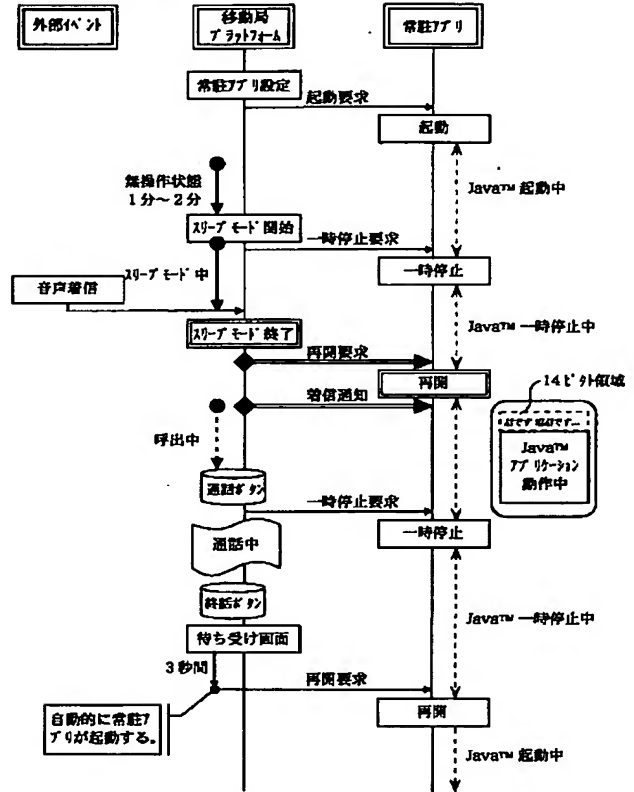 外部ｲﾍﾞﾝﾄ
移動局
ﾌﾟﾗｯﾄﾌｫｰﾑ
常駐ｱﾌﾟﾘ
常駐ｱﾌﾟﾘ設定
起動要求
起動
無操作状態
1分～2分
Java™ 起動中
ｽﾘｰﾌﾟﾓｰﾄﾞ開始
一時停止要求
一時停止
ｽﾘｰﾌﾟﾓｰﾄﾞ中
音声着信
Java™ 一時停止中
ｽﾘｰﾌﾟﾓｰﾄﾞ終了
再開要求
再開
着信通知
14ﾋﾟｸﾄ領域
Java™
ｱﾌﾟﾘｹｰｼｮﾝ
動作中
呼出中
通話ﾎﾞﾀﾝ
一時停止要求
一時停止
通話中
終話ﾎﾞﾀﾝ
Java™ 一時停止中
待ち受け画面
3秒間
再開要求
再開
自動的に常駐ｱ
ﾌﾟﾘが起動する。
Java™ 起動中